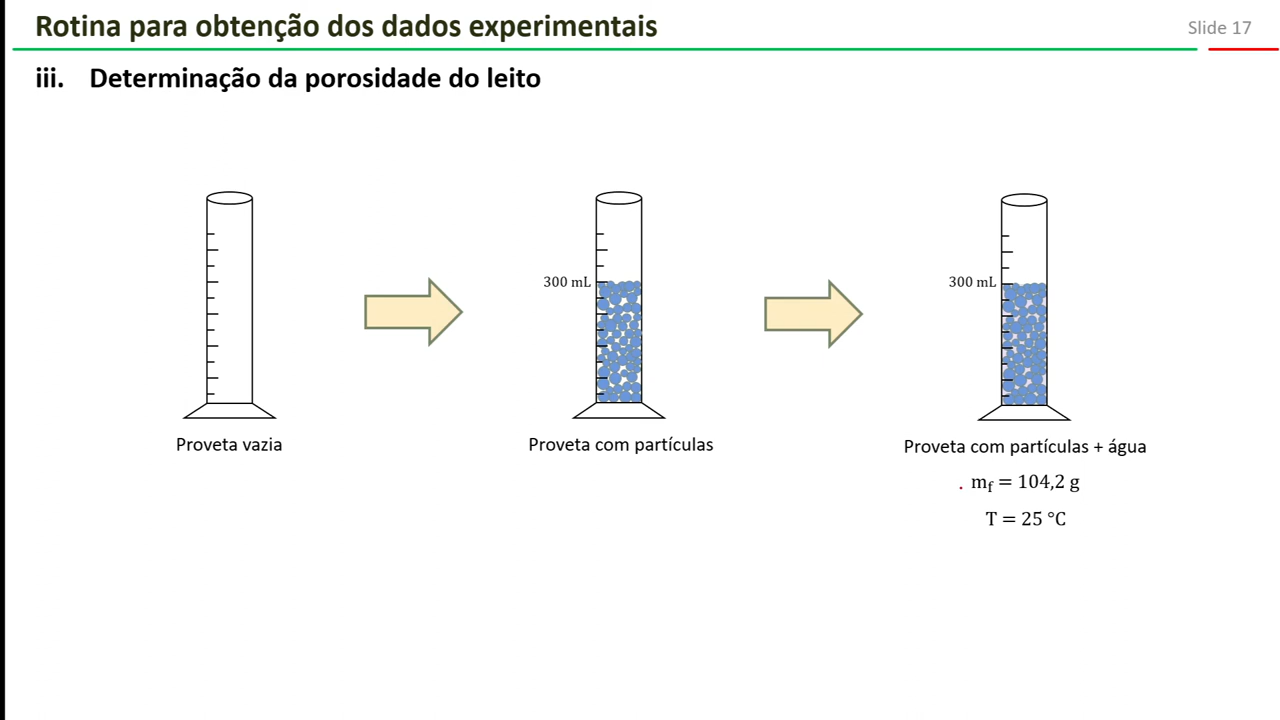 Rotina para obtenção dos dados experimentais
Slide 17
iii. Determinação da porosidade do leito
300 mL
300 mL
Proveta vazia
Proveta com partículas
Proveta com partículas + água
m_f = 104,2 g
T = 25 °C